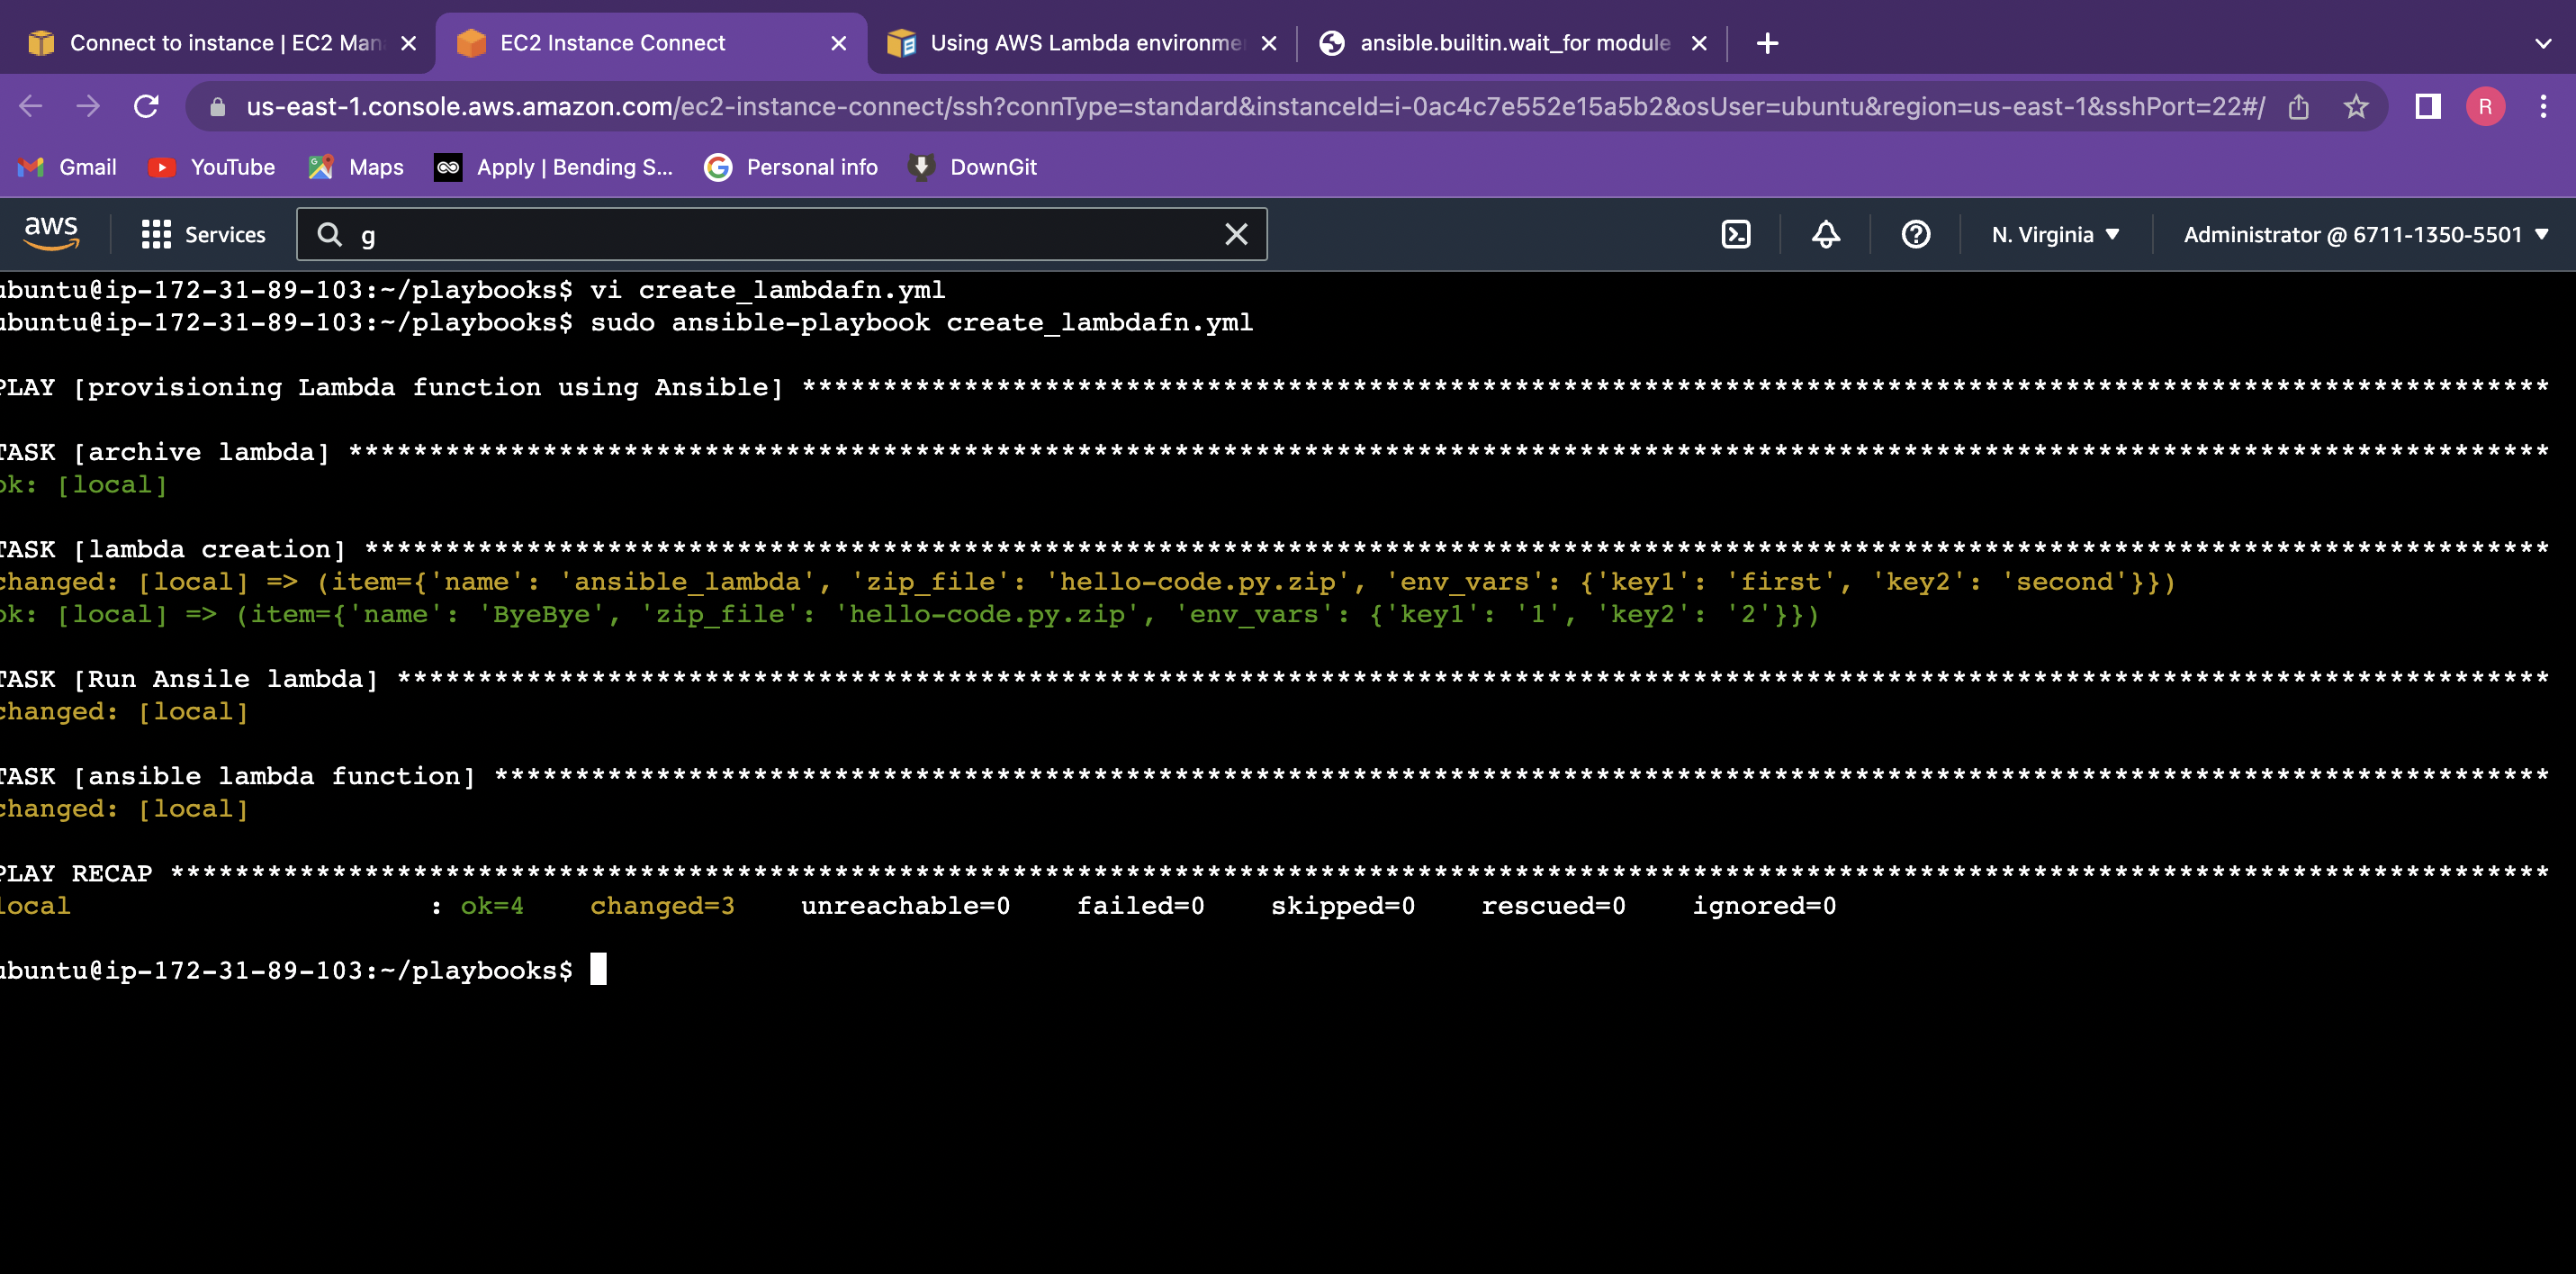 Connect to instance | EC2 Man
EC2 Instance Connect
Using AWS Lambda environme
ansible.builtin.wait_for module
us-east-1.console.aws.amazon.com/ec2-instance-connect/ssh?connType=standard&instanceId=i-0ac4c7e552e15a5b2&osUser=ubuntu&region=us-east-1&sshPort=22#/
R
Gmail
YouTube
Maps
Apply | Bending S...
Personal info
DownGit
aws
Services
g
N. Virginia
Administrator @ 6711-1350-5501
ubuntu@ip-172-31-89-103:~/playbooks$ vi create_lambdafn.yml
ubuntu@ip-172-31-89-103:~/playbooks$ sudo ansible-playbook create_lambdafn.yml
PLAY [provisioning Lambda function using Ansible] ************************************************************************************************************
TASK [archive lambda] ****************************************************************************************************************************************
ok: [local]
TASK [lambda creation] ***************************************************************************************************************************************
changed: [local] => (item={'name': 'ansible_lambda', 'zip_file': 'hello-code.py.zip', 'env_vars': {'key1': 'first', 'key2': 'second'}})
ok: [local] => (item={'name': 'ByeBye', 'zip_file': 'hello-code.py.zip', 'env_vars': {'key1': '1', 'key2': '2'}})
TASK [Run Ansile lambda] *************************************************************************************************************************************
changed: [local]
TASK [ansible lambda function] *******************************************************************************************************************************
changed: [local]
PLAY RECAP ***************************************************************************************************************************************************
local : ok=4 changed=3 unreachable=0 failed=0 skipped=0 rescued=0 ignored=0
ubuntu@ip-172-31-89-103:~/playbooks$